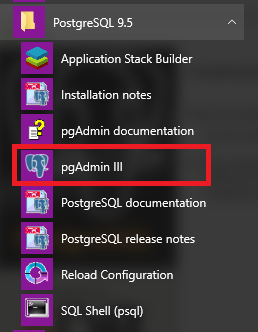 PostgreSQL 9.5
Application Stack Builder
Installation notes
pgAdmin documentation
pgAdmin III
PostgreSQL documentation
PostgreSQL release notes
Reload Configuration
SQL Shell (psql)